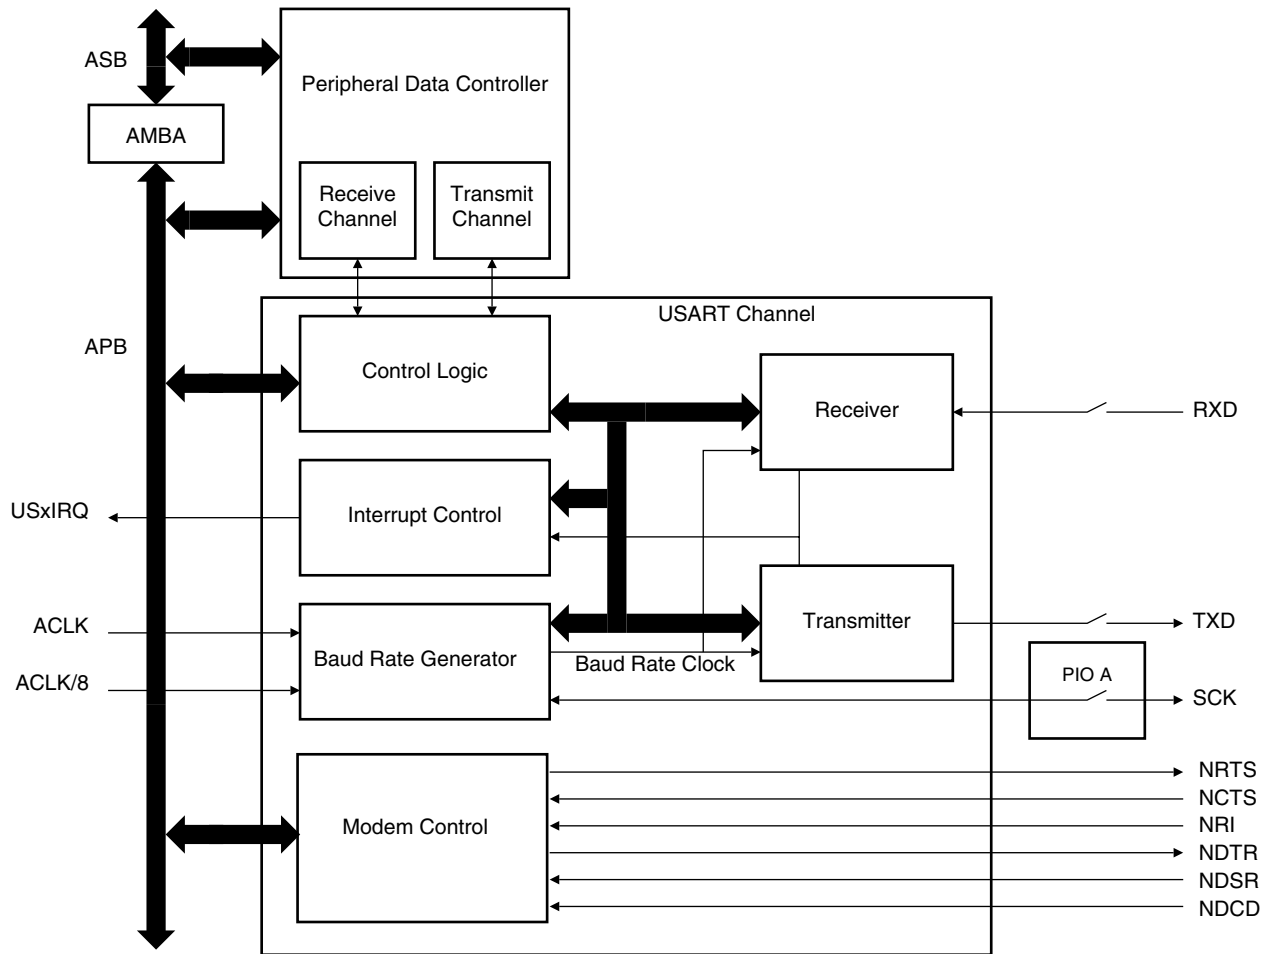 ASB
Peripheral Data Controller
AMBA
Receive
Channel
Transmit
Channel
USART Channel
APB
Control Logic
Receiver
RXD
USxIRQ
Interrupt Control
ACLK
Baud Rate Generator
Transmitter
TXD
Baud Rate Clock
ACLK/8
PIO A
SCK
Modem Control
NRTS
NCTS
NRI
NDTR
NDSR
NDCD